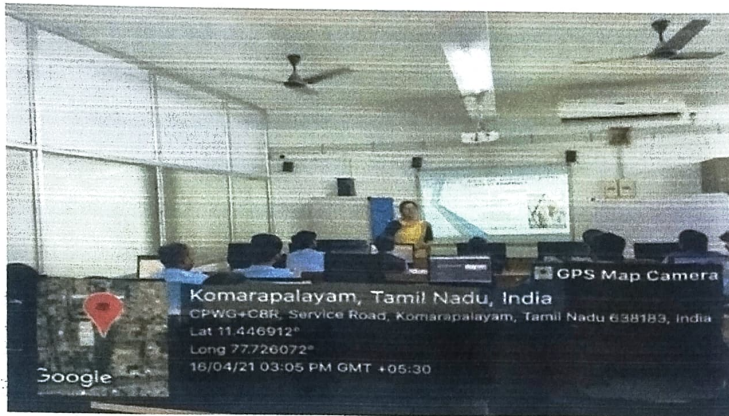 GPS Map Camera
Komarapalayam, Tamil Nadu, India
CPWG+C8R, Service Road, Komarapalayam, Tamil Nadu 638183, India
Lat 11.446912°
Long 77.726072°
16/04/21 03:05 PM GMT +05:30
Google